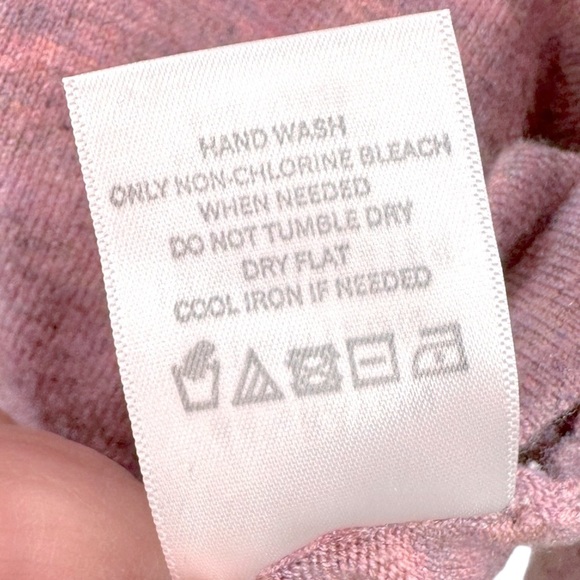 HAND WASH
ONLY NON-CHLORINE BLEACH
WHEN NEEDED
DO NOT TUMBLE DRY
DRY FLAT
COOL IRON IF NEEDED